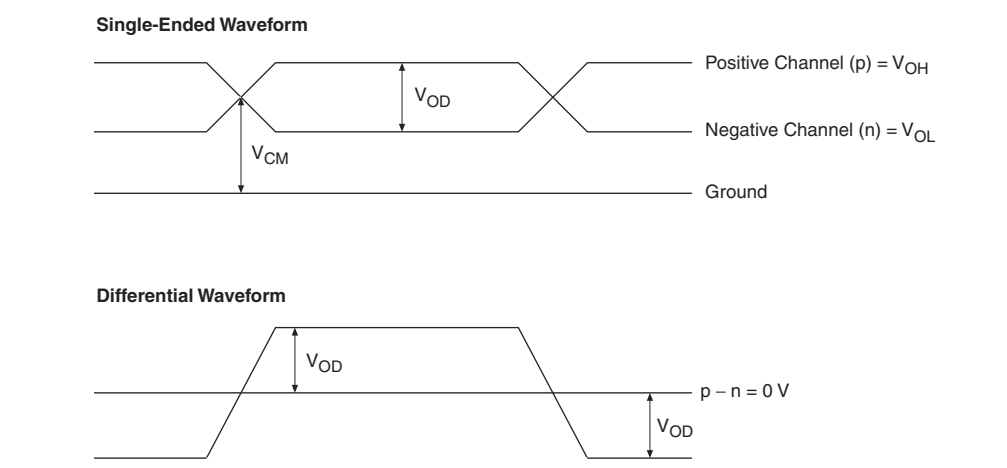 Single-Ended Waveform
Positive Channel (p) = VOH
VOD
Negative Channel (n) = VOL
VCM
Ground
Differential Waveform
VOD
p − n = 0 V
VOD